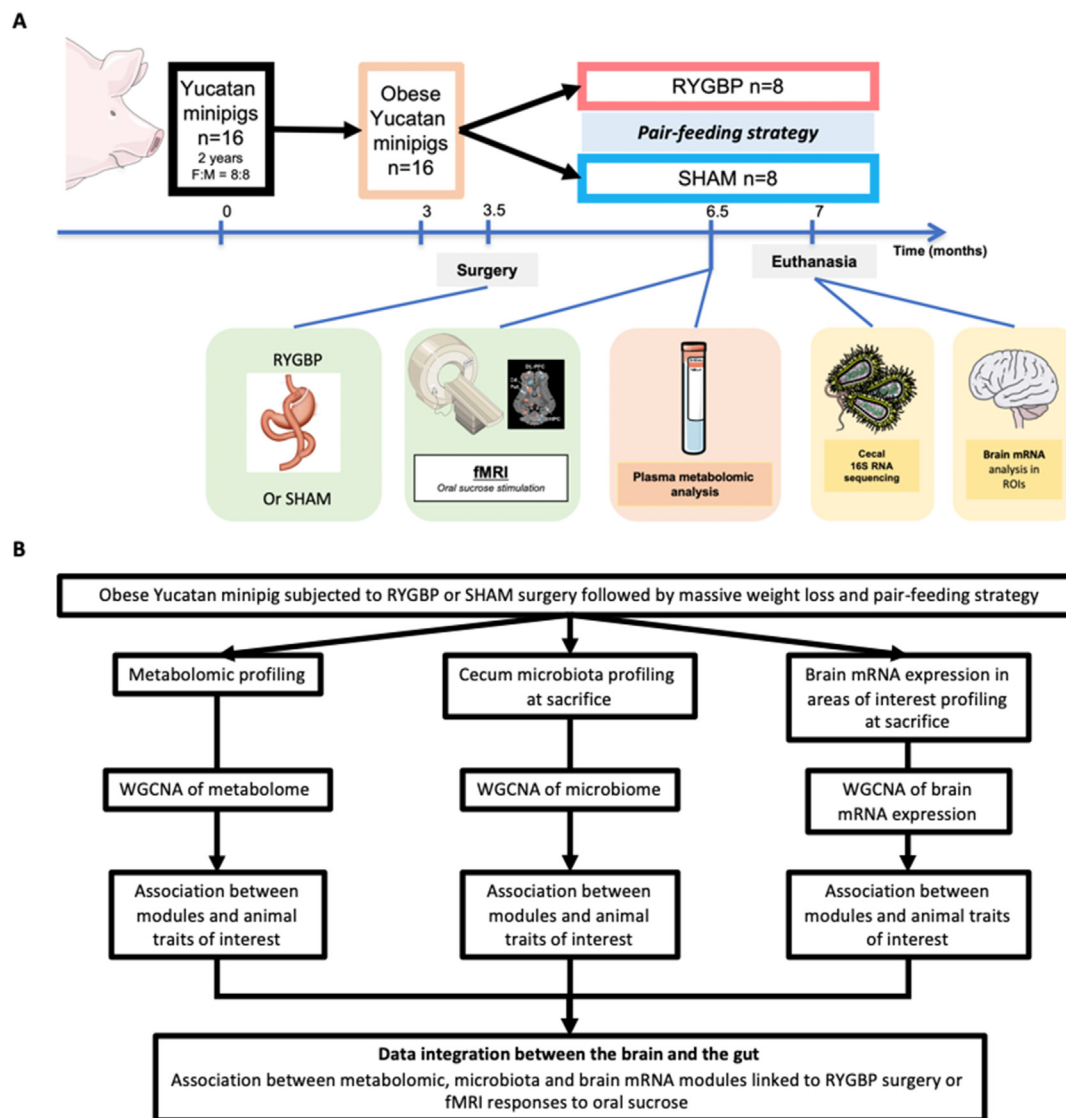 A
Yucatan
minipigs
n=16
2 years
F:M = 8:8
Obese
Yucatan
minipigs
n=16
RYGBP n=8
Pair-feeding strategy
SHAM n=8
0
3
3.5
6.5
7
Time (months)
Surgery
Euthanasia
RYGBP
Or SHAM
DL-PFC
fMRI
Oral sucrose stimulation
Plasma metabolomic
analysis
Cecal
16S RNA
sequencing
Brain mRNA
analysis in
ROIs
B
Obese Yucatan minipig subjected to RYGBP or SHAM surgery followed by massive weight loss and pair-feeding strategy
Metabolomic profiling
Cecum microbiota profiling
at sacrifice
Brain mRNA expression in
areas of interest profiling
at sacrifice
WGCNA of metabolome
WGCNA of microbiome
WGCNA of brain
mRNA expression
Association between
modules and animal
traits of interest
Association between
modules and animal
traits of interest
Association between
modules and animal traits
of interest
Data integration between the brain and the gut
Association between metabolomic, microbiota and brain mRNA modules linked to RYGBP surgery or
fMRI responses to oral sucrose